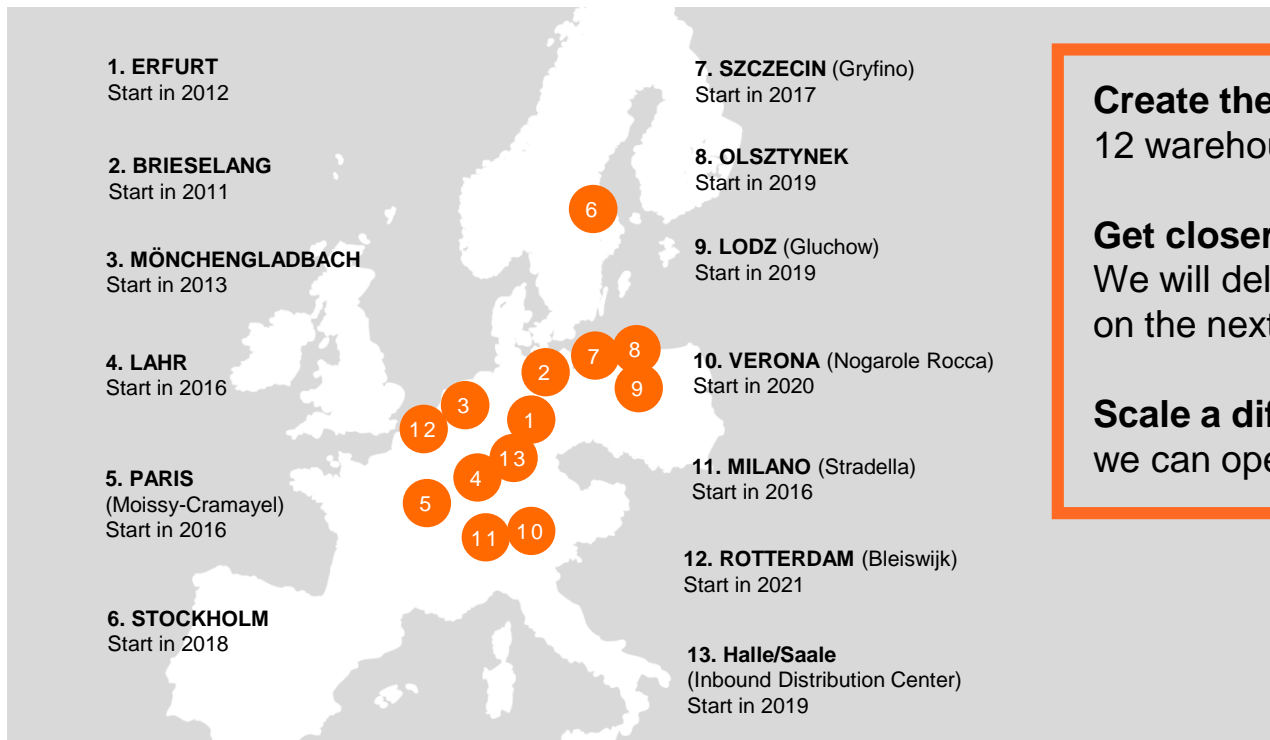 1. ERFURT
Start in 2012
2. BRIESELANG
Start in 2011
3. MÖNCHENGLADBACH
Start in 2013
4. LAHR
Start in 2016
5. PARIS
(Moissy-Cramayel)
Start in 2016
6. STOCKHOLM
Start in 2018
7. SZCZECIN (Gryfino)
Start in 2017
8. OLSZTYNEK
Start in 2019
9. LODZ (Gluchow)
Start in 2019
10. VERONA (Nogarole Rocca)
Start in 2020
11. MILANO (Stradella)
Start in 2016
12. ROTTERDAM (Bleiswijk)
Start in 2021
13. Halle/Saale
(Inbound Distribution Center)
Start in 2019
6
8
7
2
9
3
1
12
13
4
5
10
11
Create the
12
Get closer
We will
on the next
Scale a
we can